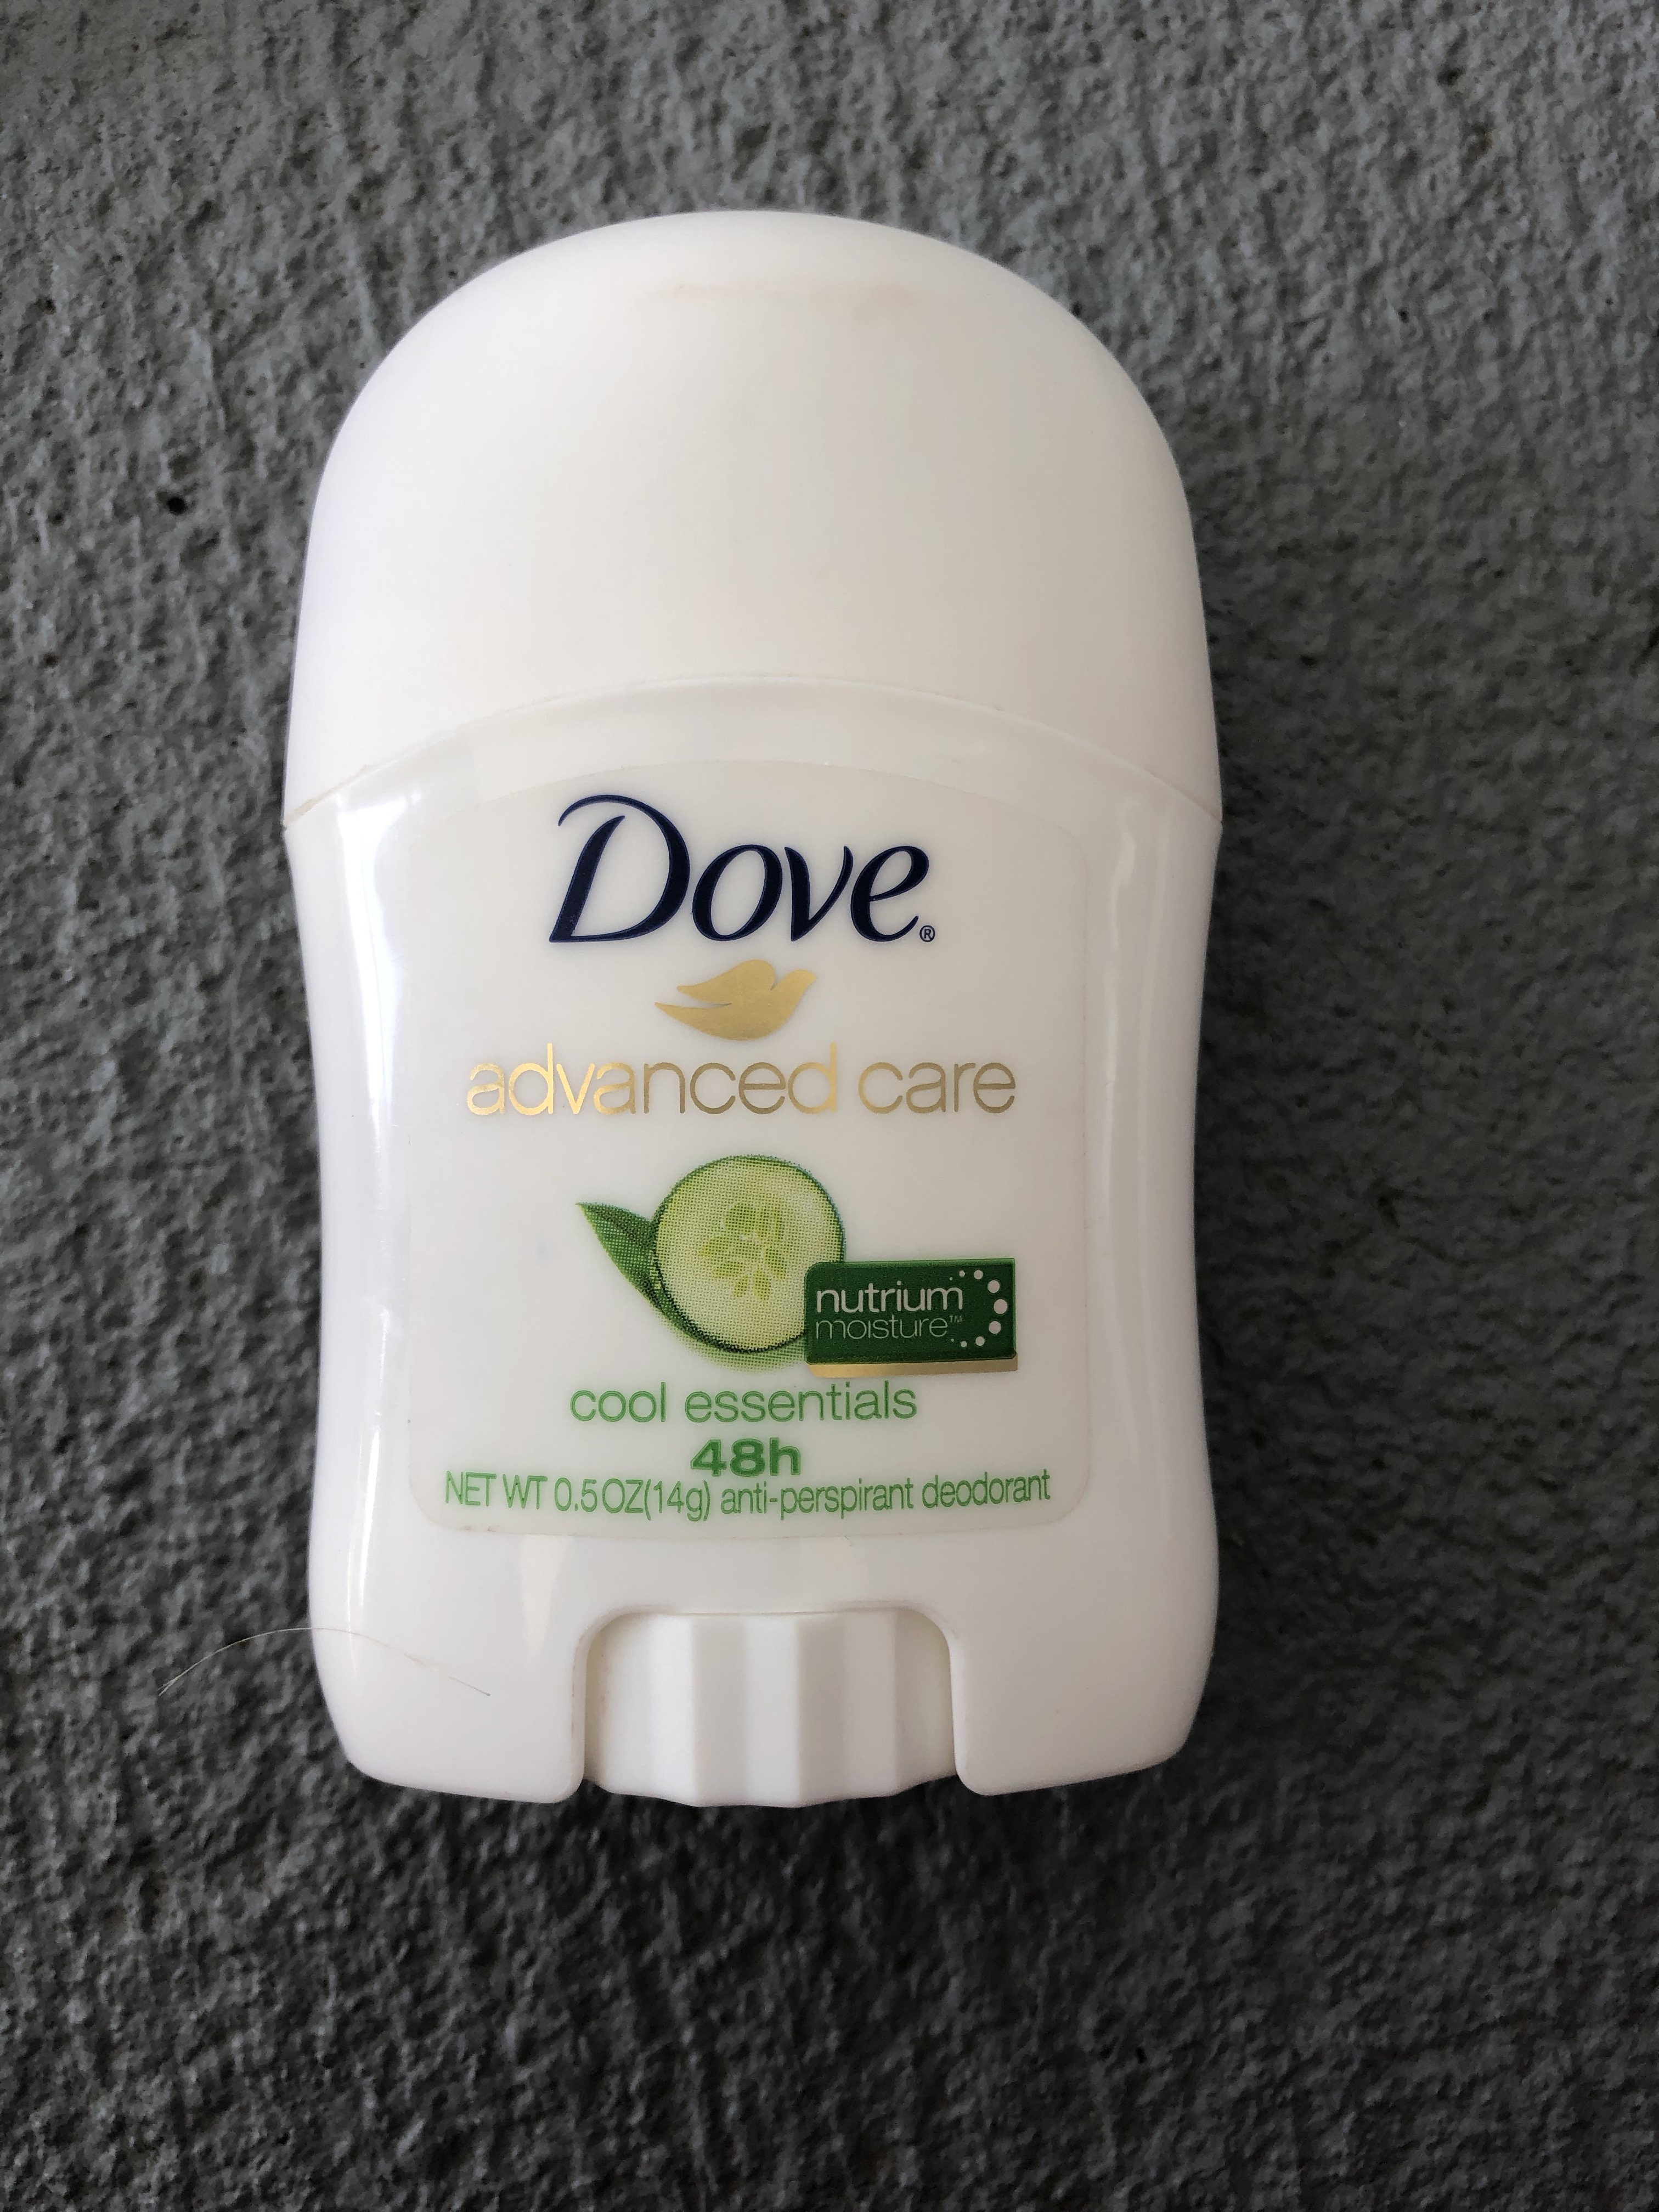 Dove®
advanced care
nutrium
moisture™
cool essentials
48h
NET WT 0.5OZ(14g) anti-perspirant deodorant